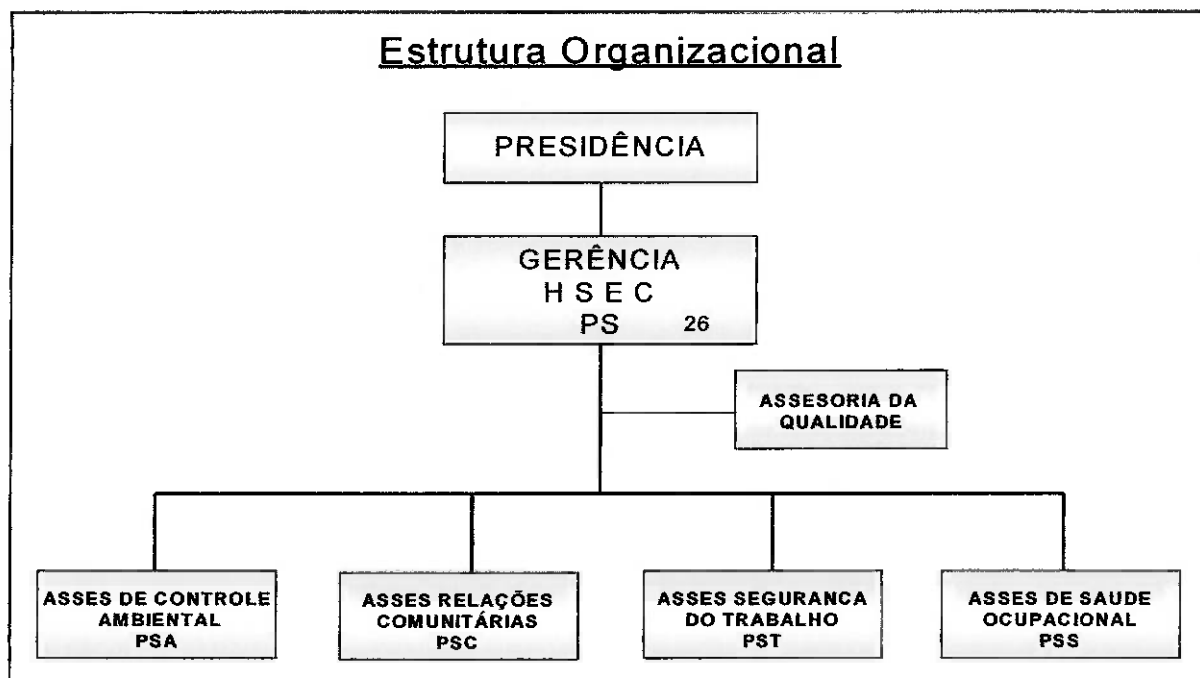 Estrutura Organizacional
PRESIDÊNCIA
GERÊNCIA
H S E C
PS 26
ASSESORIA DA
QUALIDADE
ASSES DE CONTROLE
AMBIENTAL
PSA
ASSES RELAÇÕES
COMUNITÁRIAS
PSC
ASSES SEGURANCA
DO TRABALHO
PST
ASSES DE SAUDE
OCUPACIONAL
PSS